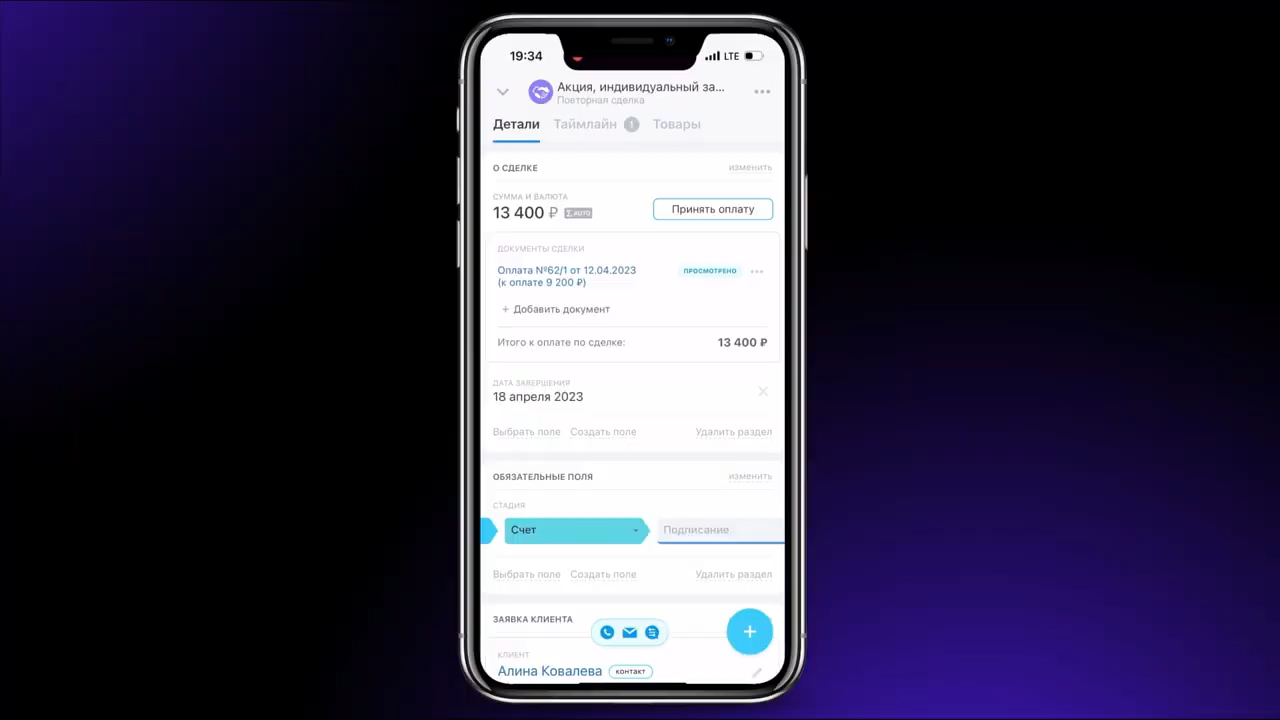 19:34
LTE
Акция, индивидуальный за...
Повторная сделка
Детали Таймлайн 1 Товары
О СДЕЛКЕ изменить
СУММА И ВАЛЮТА
13 400 ₽ Σ AUTO
Принять оплату
ДОКУМЕНТЫ СДЕЛКИ
Оплата №62/1 от 12.04.2023
(к оплате 9 200 ₽)
ПРОСМОТРЕНО
+ Добавить документ
Итого к оплате по сделке: 13 400 ₽
ДАТА ЗАВЕРШЕНИЯ
18 апреля 2023
Выбрать поле Создать поле Удалить раздел
ОБЯЗАТЕЛЬНЫЕ ПОЛЯ изменить
СТАДИЯ
Счет Подписание
Выбрать поле Создать поле Удалить раздел
ЗАЯВКА КЛИЕНТА
КЛИЕНТ
Алина Ковалева контакт